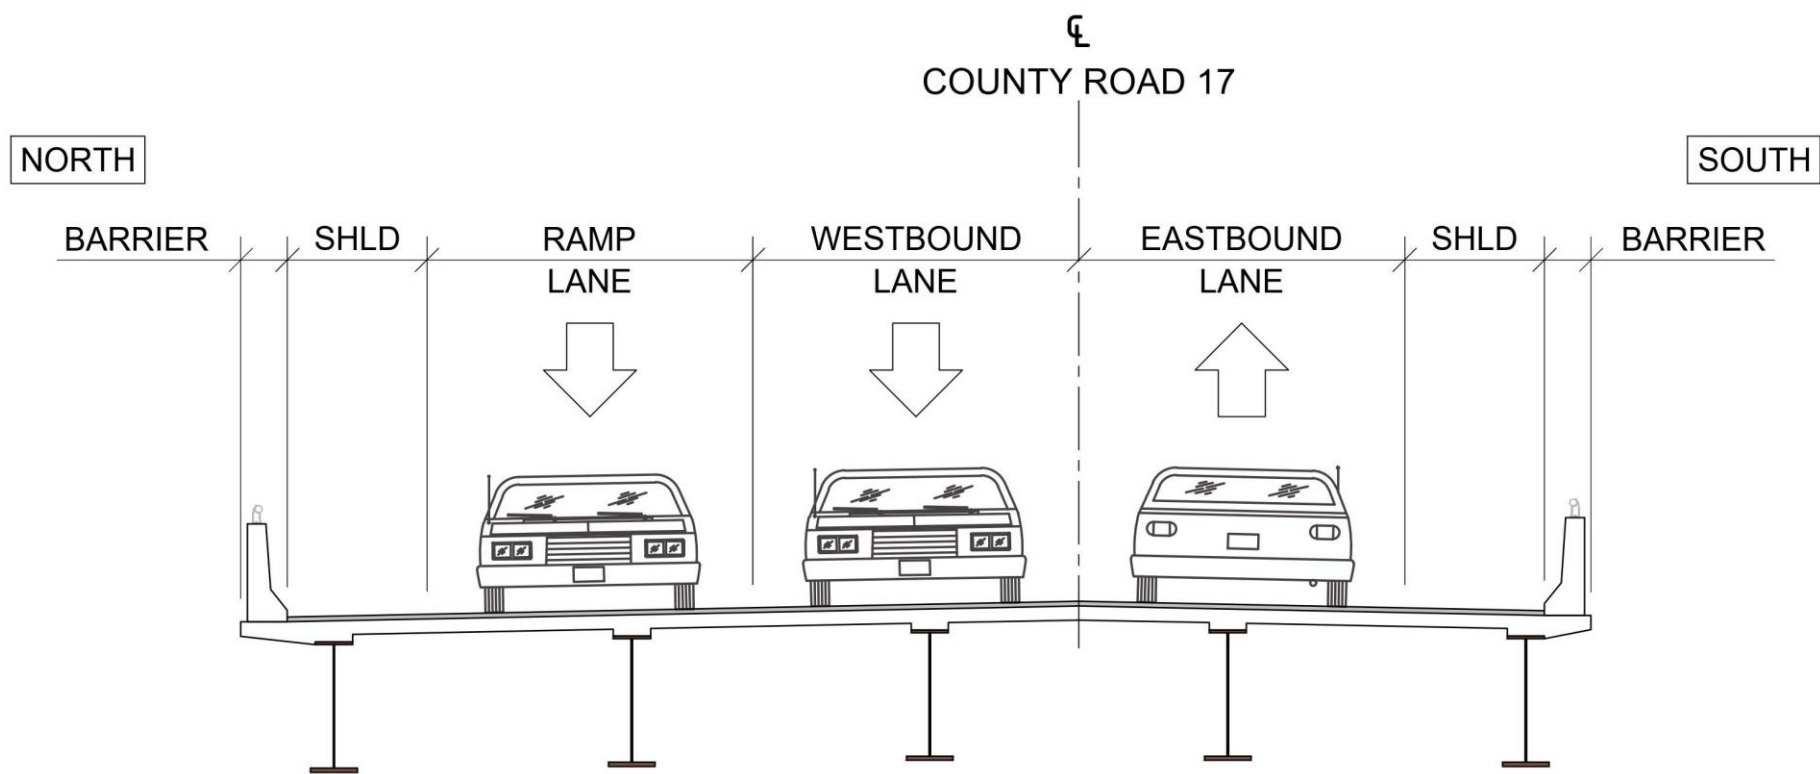 ℄
COUNTY ROAD 17
NORTH
SOUTH
BARRIER SHLD RAMP WESTBOUND EASTBOUND SHLD BARRIER
LANE LANE LANE